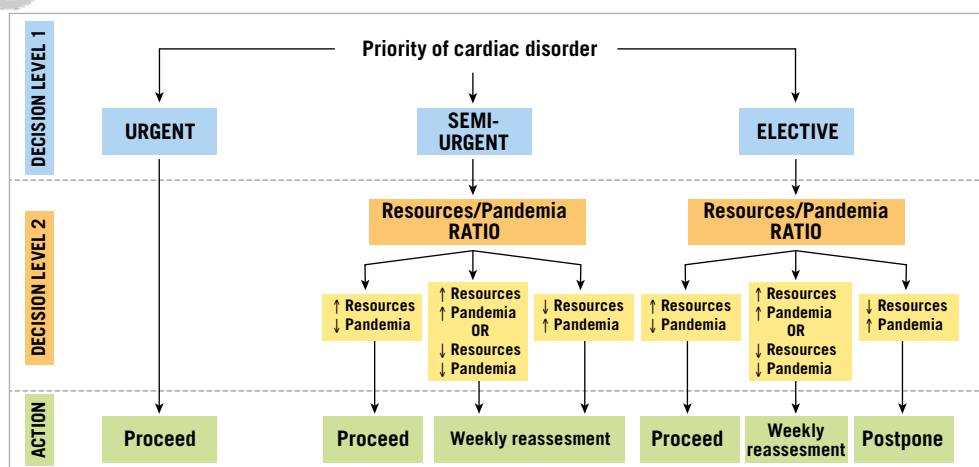 DECISION LEVEL 1
Priority of cardiac disorder
URGENT
SEMI-
URGENT
ELECTIVE
DECISION LEVEL 2
Resources/Pandemia
RATIO
Resources/Pandemia
RATIO
↑ Resources
↓ Pandemia
↑ Resources
↑ Pandemia
OR
↓ Resources
↓ Pandemia
↓ Resources
↑ Pandemia
↑ Resources
↓ Pandemia
↑ Resources
↑ Pandemia
OR
↓ Resources
↓ Pandemia
↓ Resources
↑ Pandemia
ACTION
Proceed
Proceed
Weekly reassesment
Proceed
Weekly
reassesment
Postpone